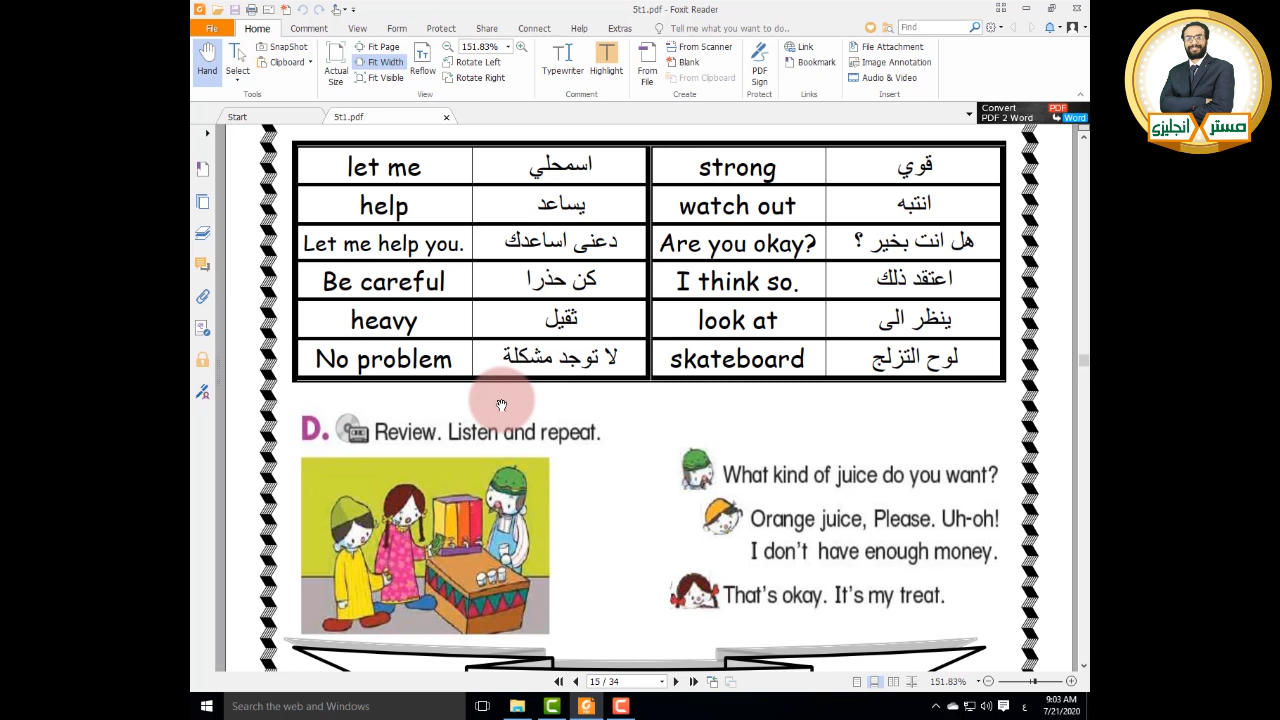 5t1.pdf - Foxit Reader
File Home Comment View Form Protect Share Connect Help Extras Tell me what you want to do.. Find
Hand
Select
SnapShot
Clipboard
Actual Size
Fit Page
Fit Width
Fit Visible
Reflow
151.83%
Rotate Left
Rotate Right
Typewriter
Highlight
From File
From Scanner
Blank
From Clipboard
PDF Sign
Link
Bookmark
File Attachment
Image Annotation
Audio & Video
Tools View Comment Create Protect Links Insert
Start 5t1.pdf
Convert PDF
PDF 2 Word Word
let me اسمحلي strong قوي
help يساعد watch out انتبه
Let me help you. دعنى اساعدك Are you okay? هل انت بخير ؟
Be careful كن حذرا I think so. اعتقد ذلك
heavy ثقيل look at ينظر الى
No problem لا توجد مشكلة skateboard لوح التزلج
D. Review. Listen and repeat.
What kind of juice do you want?
Orange juice, Please. Uh-oh!
I don't have enough money.
That's okay. It's my treat.
15 / 34
151.83%
Search the web and Windows
9:03 AM
7/21/2020
ع
مستر X انجليزي